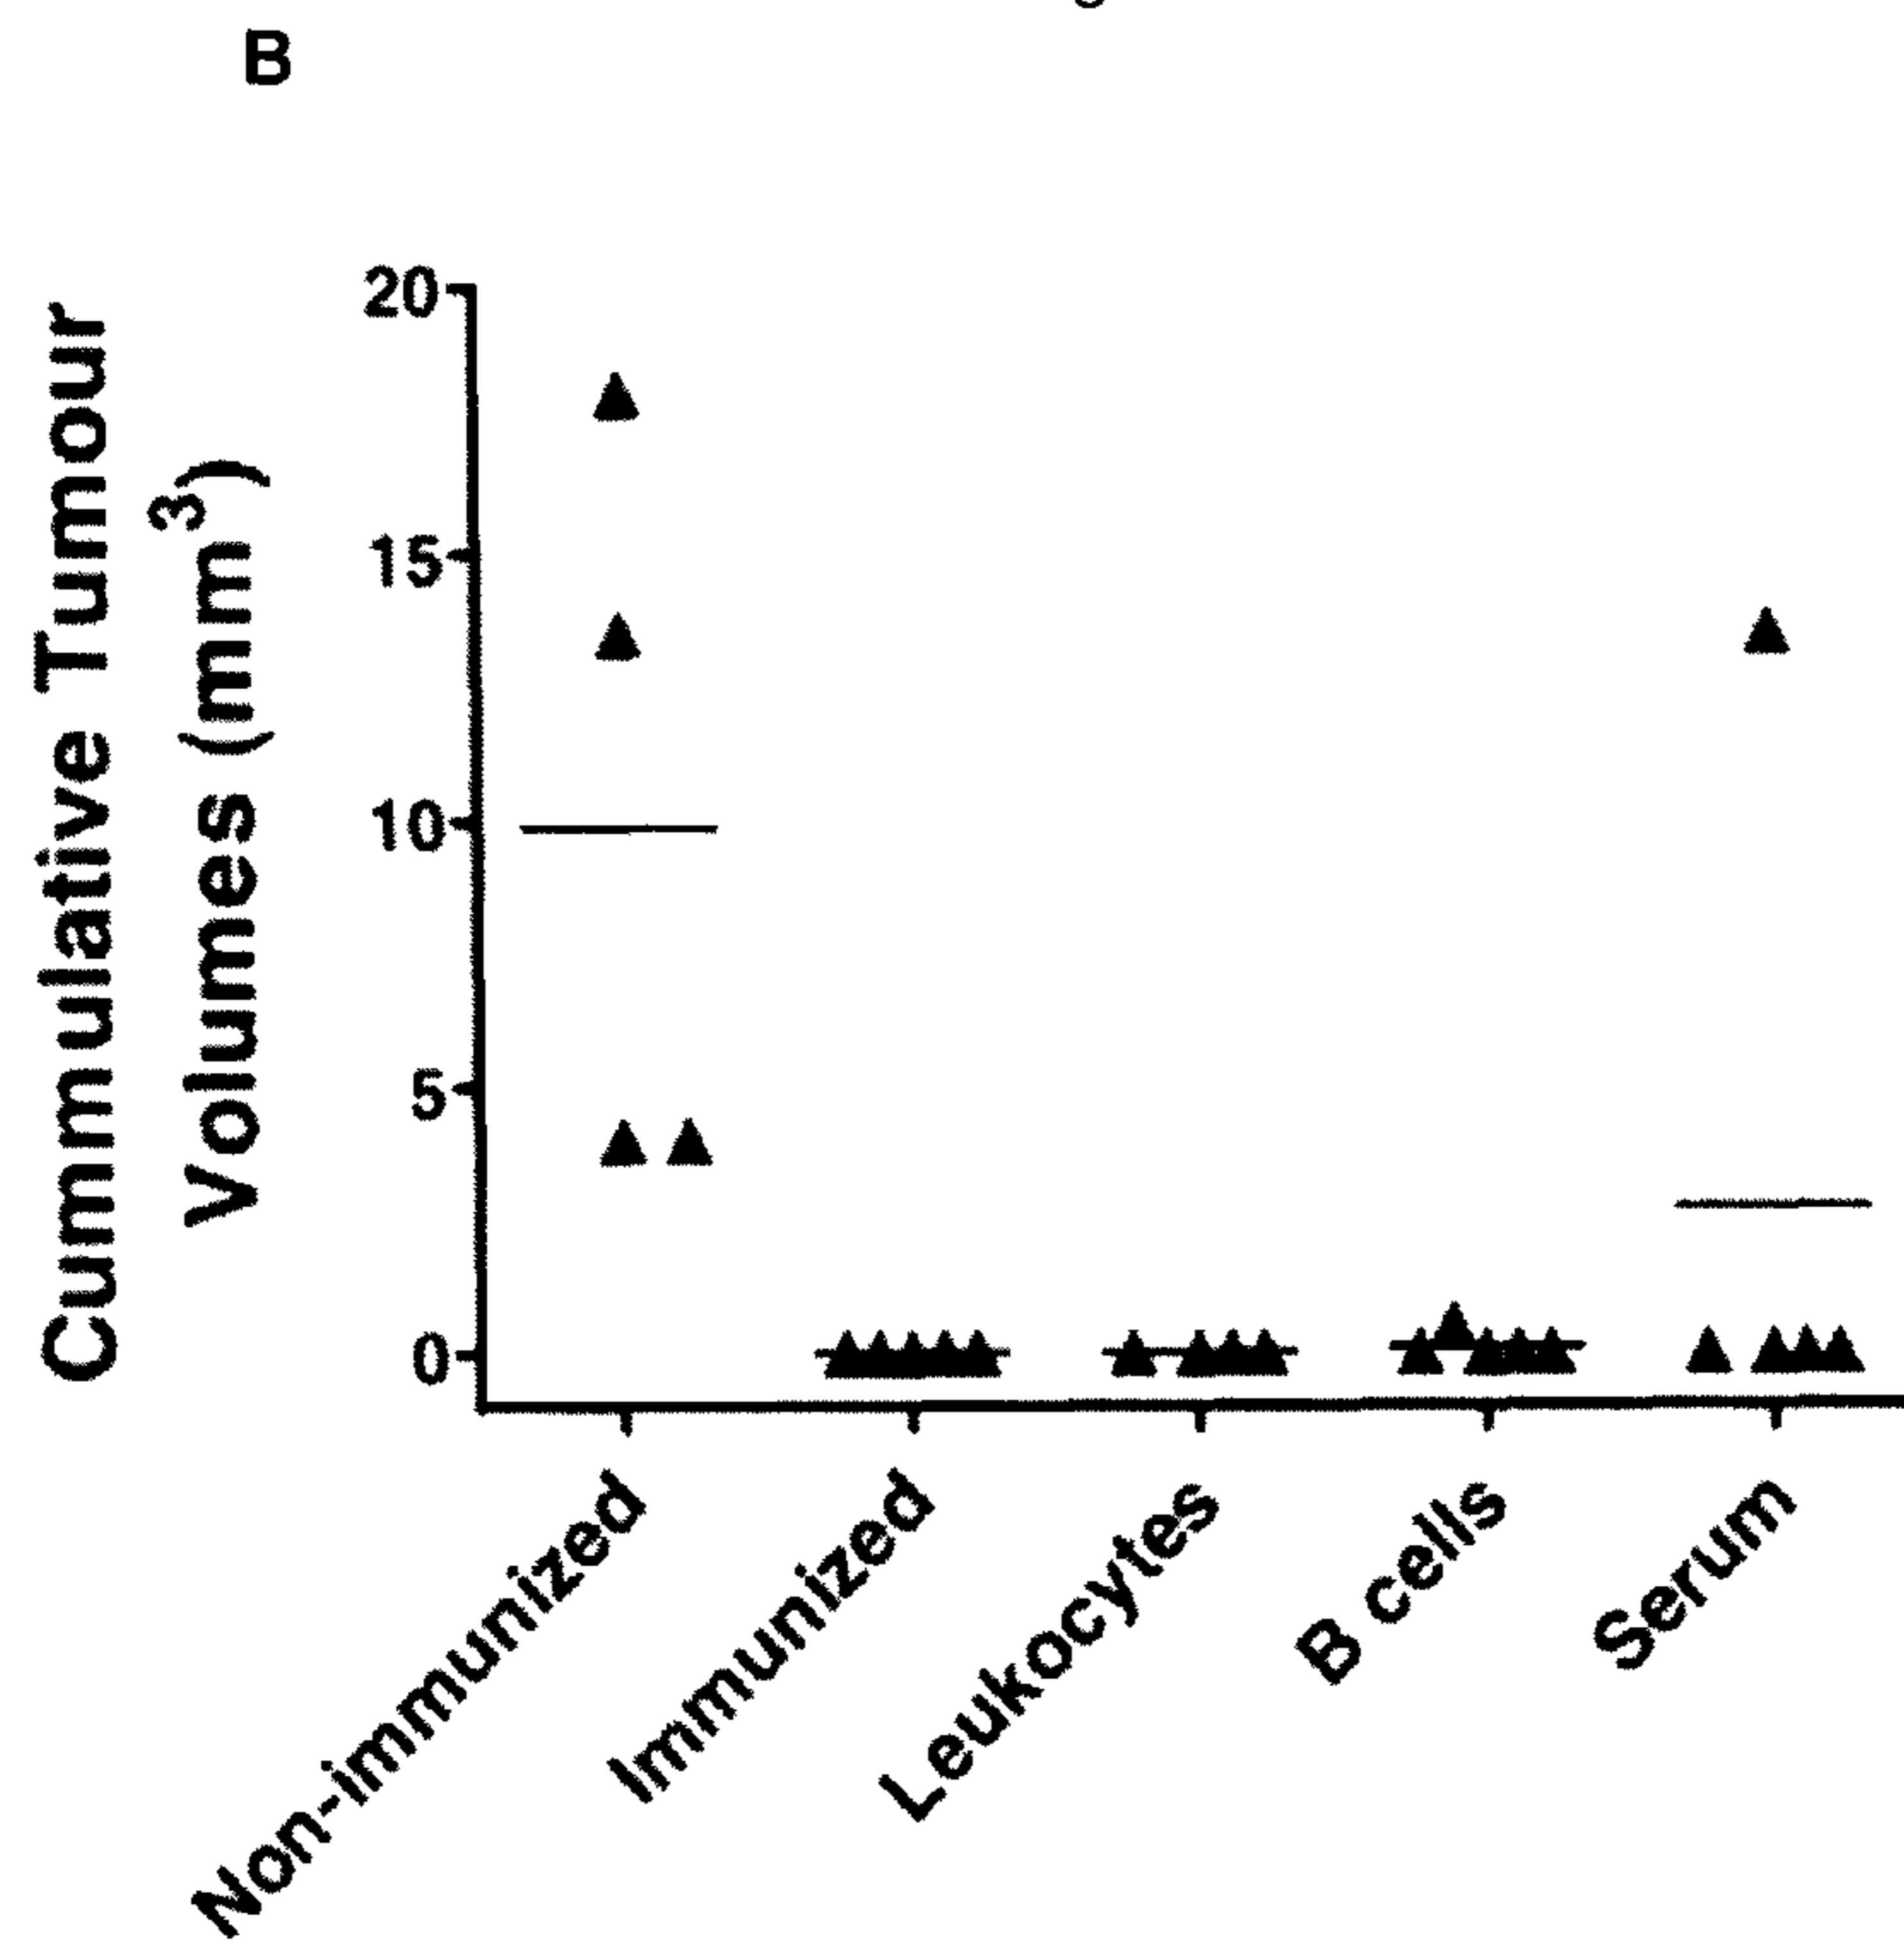 B
Cummulative Tumour
Volumes (mm³)
20
15
10
5
0
Non-immunized
Immunized
Leukocytes
B cells
Serum